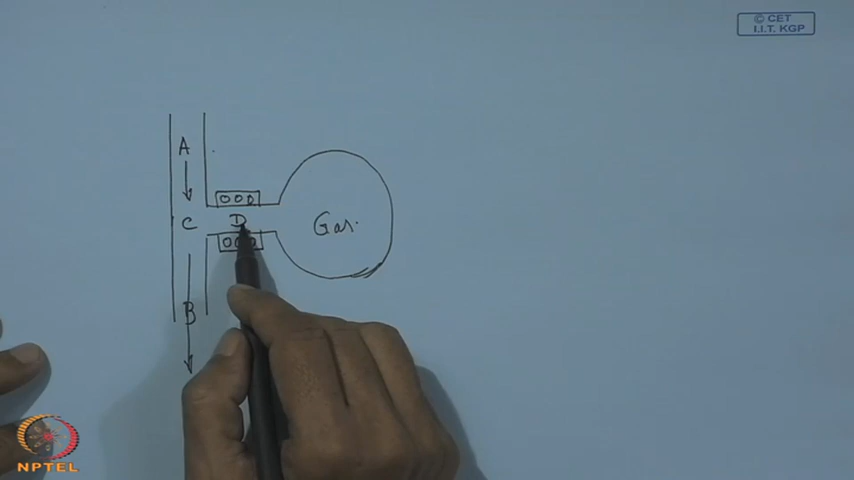 © CET
I.I.T. KGP
A
C
D
Gas.
B
NPTEL